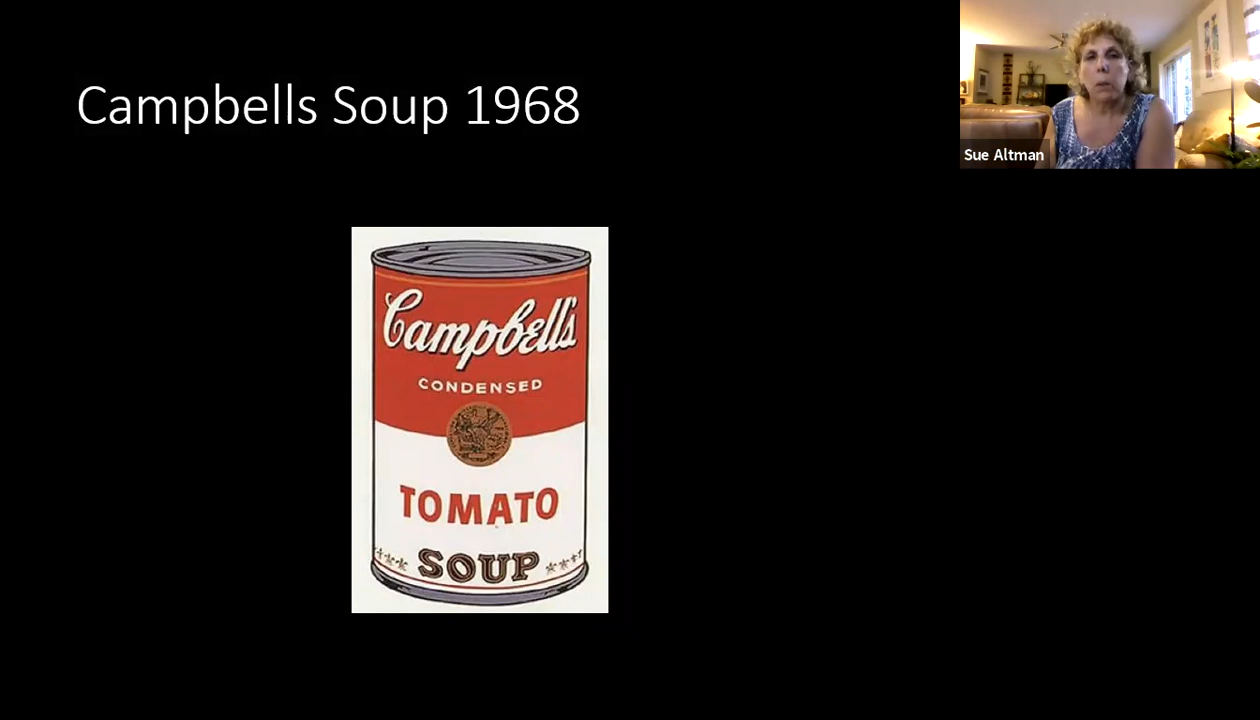 Campbells Soup 1968
Sue Altman
Campbell's
CONDENSED
TOMATO
SOUP